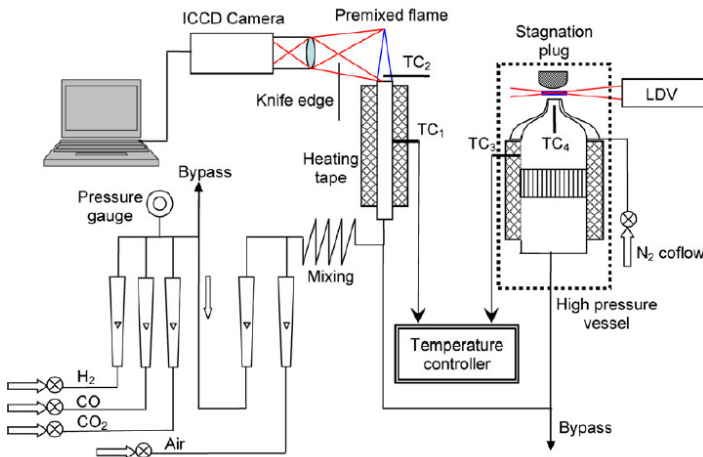 ICCD Camera
Premixed flame
Stagnation
plug
TC2
LDV
Knife edge
TC1
TC3
TC4
Heating
tape
Bypass
Pressure
gauge
Mixing
N2 coflow
High pressure
vessel
Temperature
controller
H2
CO
CO2
Air
Bypass